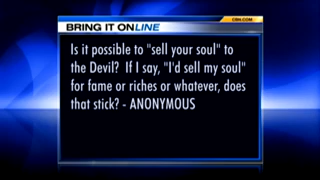 CBN.COM
BRING IT ONLINE
Is it possible to "sell your soul" to
the Devil?  If I say, "I'd sell my soul"
for fame or riches or whatever, does
that stick? - ANONYMOUS